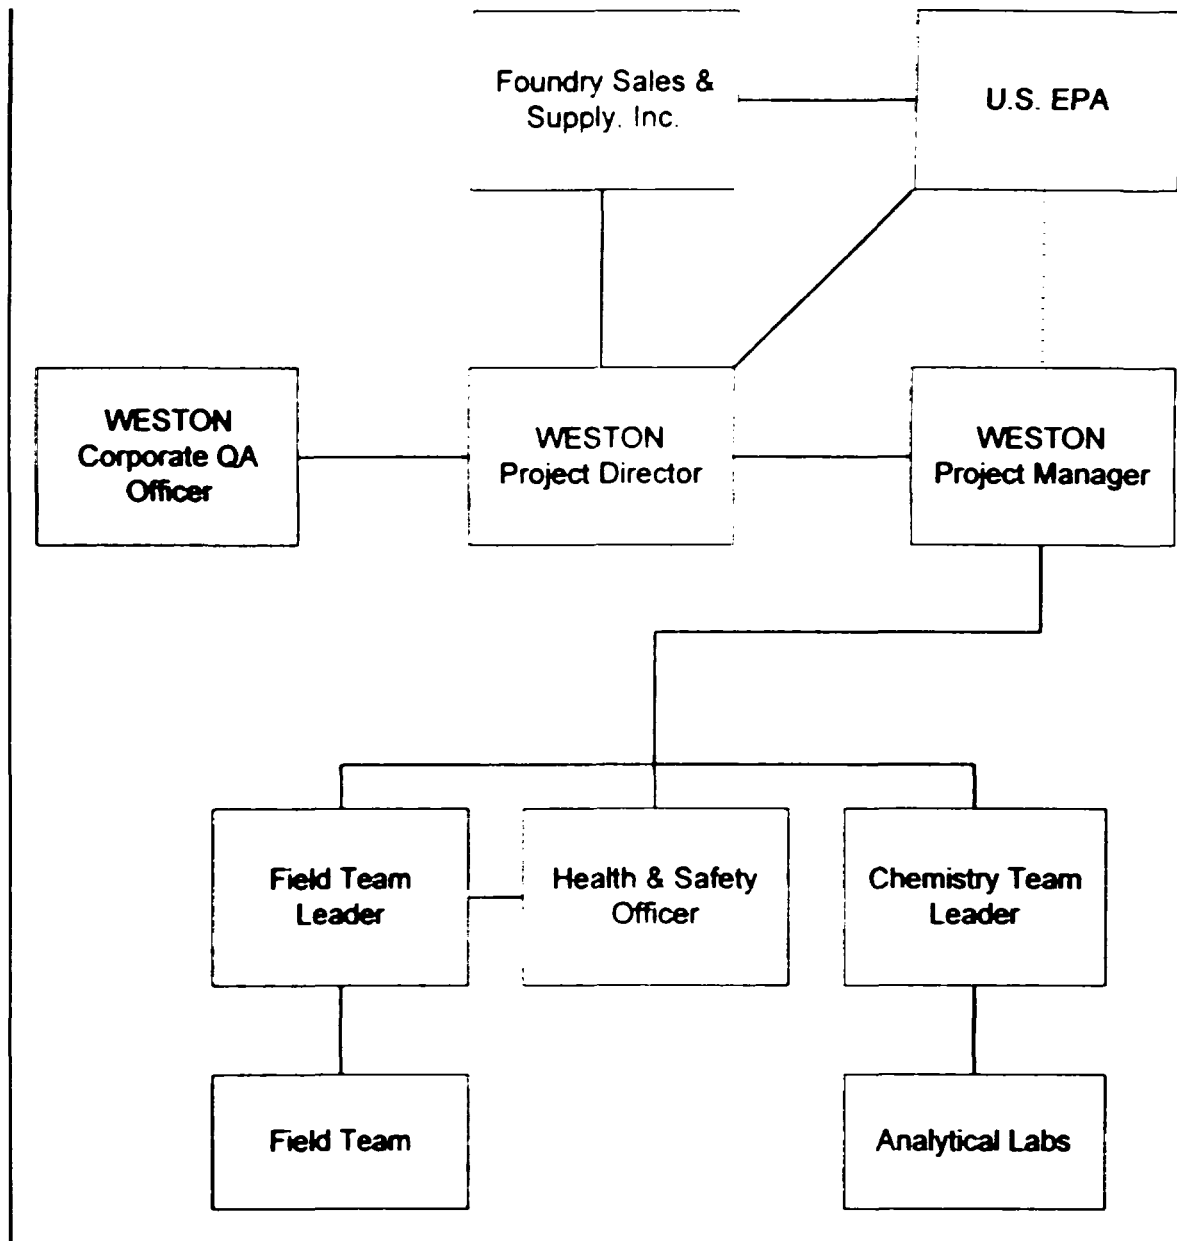 Foundry Sales &
Supply, Inc.
U.S. EPA
WESTON
Corporate QA
Officer
WESTON
Project Director
WESTON
Project Manager
Field Team
Leader
Health & Safety
Officer
Chemistry Team
Leader
Field Team
Analytical Labs